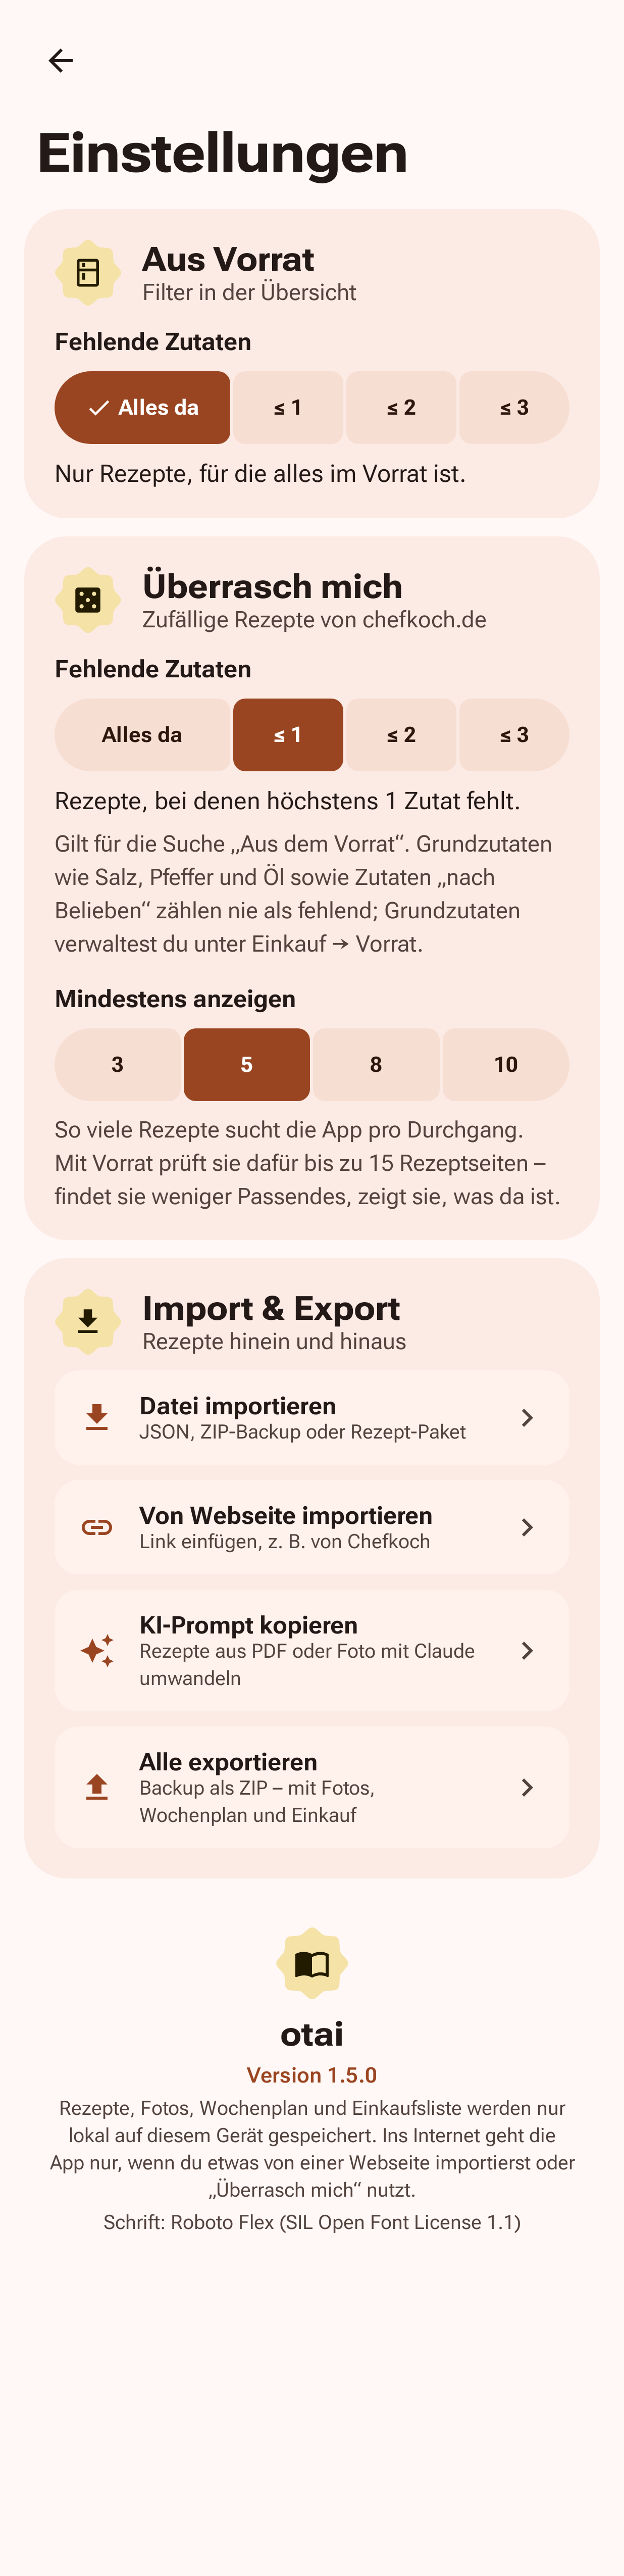 Einstellungen
Aus Vorrat
Filter in der Übersicht
Fehlende Zutaten
Alles da ≤ 1 ≤ 2 ≤ 3
Nur Rezepte, für die alles im Vorrat ist.
Überrasch mich
Zufällige Rezepte von chefkoch.de
Fehlende Zutaten
Alles da ≤ 1 ≤ 2 ≤ 3
Rezepte, bei denen höchstens 1 Zutat fehlt.
Gilt für die Suche „Aus dem Vorrat“. Grundzutaten
wie Salz, Pfeffer und Öl sowie Zutaten „nach
Belieben“ zählen nie als fehlend; Grundzutaten
verwaltest du unter Einkauf → Vorrat.
Mindestens anzeigen
3 5 8 10
So viele Rezepte sucht die App pro Durchgang.
Mit Vorrat prüft sie dafür bis zu 15 Rezeptseiten –
findet sie weniger Passendes, zeigt sie, was da ist.
Import & Export
Rezepte hinein und hinaus
Datei importieren
JSON, ZIP-Backup oder Rezept-Paket
Von Webseite importieren
Link einfügen, z. B. von Chefkoch
KI-Prompt kopieren
Rezepte aus PDF oder Foto mit Claude
umwandeln
Alle exportieren
Backup als ZIP – mit Fotos,
Wochenplan und Einkauf
otai
Version 1.5.0
Rezepte, Fotos, Wochenplan und Einkaufsliste werden nur
lokal auf diesem Gerät gespeichert. Ins Internet geht die
App nur, wenn du etwas von einer Webseite importierst oder
„Überrasch mich“ nutzt.
Schrift: Roboto Flex (SIL Open Font License 1.1)